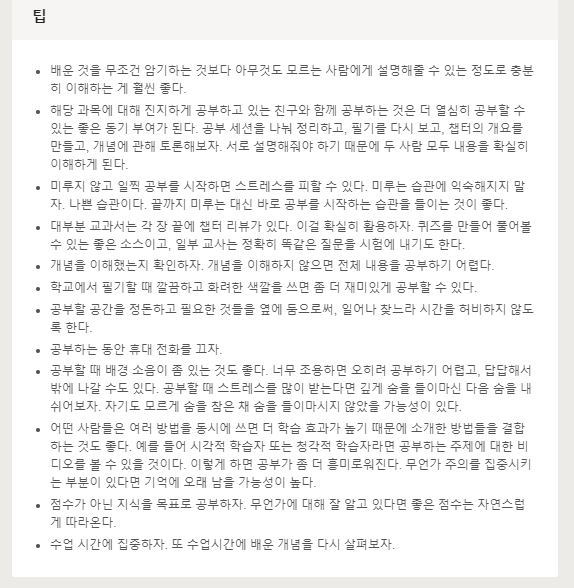 팁
배운 것을 무조건 암기하는 것보다 아무것도 모르는 사람에게 설명해줄 수 있는 정도로 충분
히 이해하는 게 훨씬 좋다.
해당 과목에 대해 진지하게 공부하고 있는 친구와 함께 공부하는 것은 더 열심히 공부할 수
있는 좋은 동기 부여가 된다. 공부 세션을 나눠 정리하고, 필기를 다시 보고, 챕터의 개요를
만들고, 개념에 관해 토론해보자. 서로 설명해줘야 하기 때문에 두 사람 모두 내용을 확실히
이해하게 된다.
미루지 않고 일찍 공부를 시작하면 스트레스를 피할 수 있다. 미루는 습관에 익숙해지지 말
자. 나쁜 습관이다. 끝까지 미루는 대신 바로 공부를 시작하는 습관을 들이는 것이 좋다.
대부분 교과서는 각 장 끝에 챕터 리뷰가 있다. 이걸 확실히 활용하자. 퀴즈를 만들어 풀어볼
수 있는 좋은 소스이고, 일부 교사는 정확히 똑같은 질문을 시험에 내기도 한다.
개념을 이해했는지 확인하자. 개념을 이해하지 않으면 전체 내용을 공부하기 어렵다.
학교에서 필기할 때 깔끔하고 화려한 색깔을 쓰면 좀 더 재미있게 공부할 수 있다.
공부할 공간을 정돈하고 필요한 것들을 옆에 둠으로써, 일어나 찾느라 시간을 허비하지 않도
록 한다.
공부하는 동안 휴대 전화를 끄자.
공부할 때 배경 소음이 좀 있는 것도 좋다. 너무 조용하면 오히려 공부하기 어렵고, 답답해서
밖에 나갈 수도 있다. 공부할 때 스트레스를 많이 받는다면 깊게 숨을 들이마신 다음 숨을 내
쉬어보자. 자기도 모르게 숨을 참은 채 숨을 들이마시지 않았을 가능성이 있다.
어떤 사람들은 여러 방법을 동시에 쓰면 더 학습 효과가 높기 때문에 소개한 방법들을 결합
하는 것도 좋다. 예를 들어 시각적 학습자 또는 청각적 학습자라면 공부하는 주제에 대한 비
디오를 볼 수 있을 것이다. 이렇게 하면 공부가 좀 더 흥미로워진다. 무언가 주의를 집중시키
는 부분이 있다면 기억에 오래 남을 가능성이 높다.
점수가 아닌 지식을 목표로 공부하자. 무언가에 대해 잘 알고 있다면 좋은 점수는 자연스럽
게 따라온다.
수업 시간에 집중하자. 또 수업시간에 배운 개념을 다시 살펴보자.